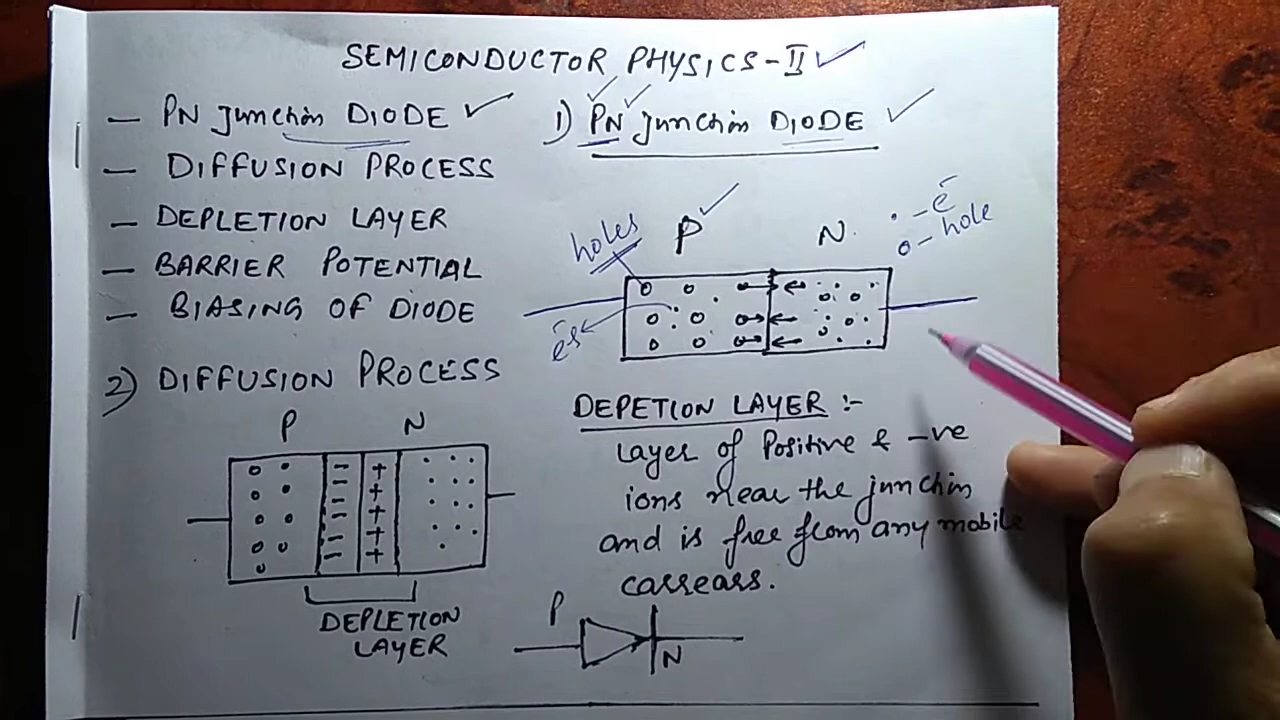 SEMICONDUCTOR PHYSICS-II
- PN Junction DIODE
- DIFFUSION PROCESS
- DEPLETION LAYER
- BARRIER POTENTIAL
- BIASING OF DIODE
1) PN Junction DIODE
holes
P
N
. - e⁻
o - hole
e⁻s
2) DIFFUSION PROCESS
P N
- +
- +
- +
- +
- +
DEPLETION
LAYER
DEPETION LAYER :-
Layer of Positive & -ve
ions near the junction
and is free from any mobile
carrears.
P
N